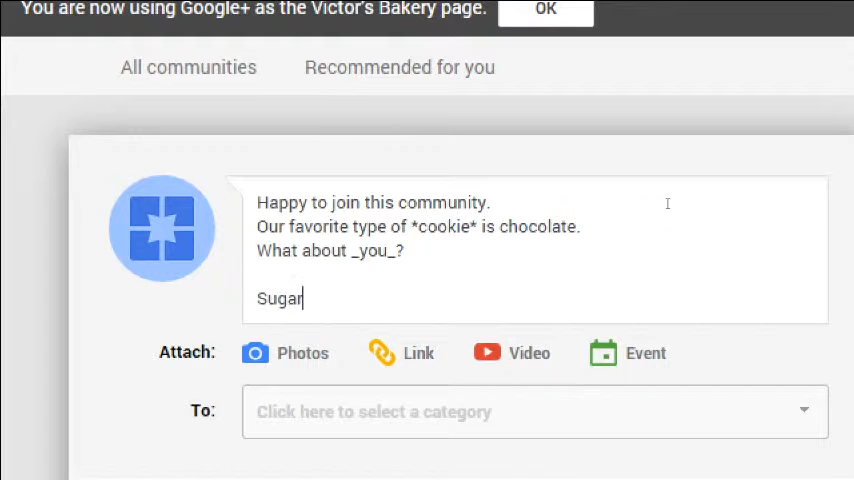 You are now using Google+ as the Victor's Bakery page. OK
All communities Recommended for you
Happy to join this community.
Our favorite type of *cookie* is chocolate.
What about _you_?
Sugar
Attach: Photos Link Video Event
To: Click here to select a category